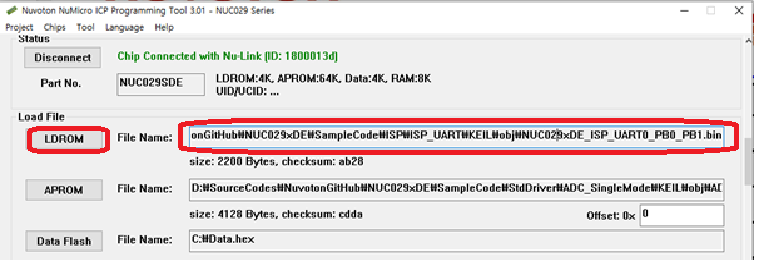 Nuvoton NuMicro ICP Programming Tool 3.01 - NUC029 Series
Project Chips Tool Language Help
Status
Disconnect Chip Connected with Nu-Link (ID: 1800013d)
Part No. NUC029SDE LDROM:4K, APROM:64K, Data:4K, RAM:8K
UID/UCID: ...
Load File
LDROM File Name: onGitHub₩NUC029xDE₩SampleCode₩ISP₩ISP_UART₩KEIL₩obj₩NUC029xDE_ISP_UART0_PB0_PB1.bin
size: 2200 Bytes, checksum: ab28
APROM File Name: D:₩SourceCodes₩NuvotonGitHub₩NUC029xDE₩SampleCode₩StdDriver₩ADC_SingleMode₩KEIL₩obj₩AD
size: 4128 Bytes, checksum: cdda Offset: 0x 0
Data Flash File Name: C:₩Data.hex